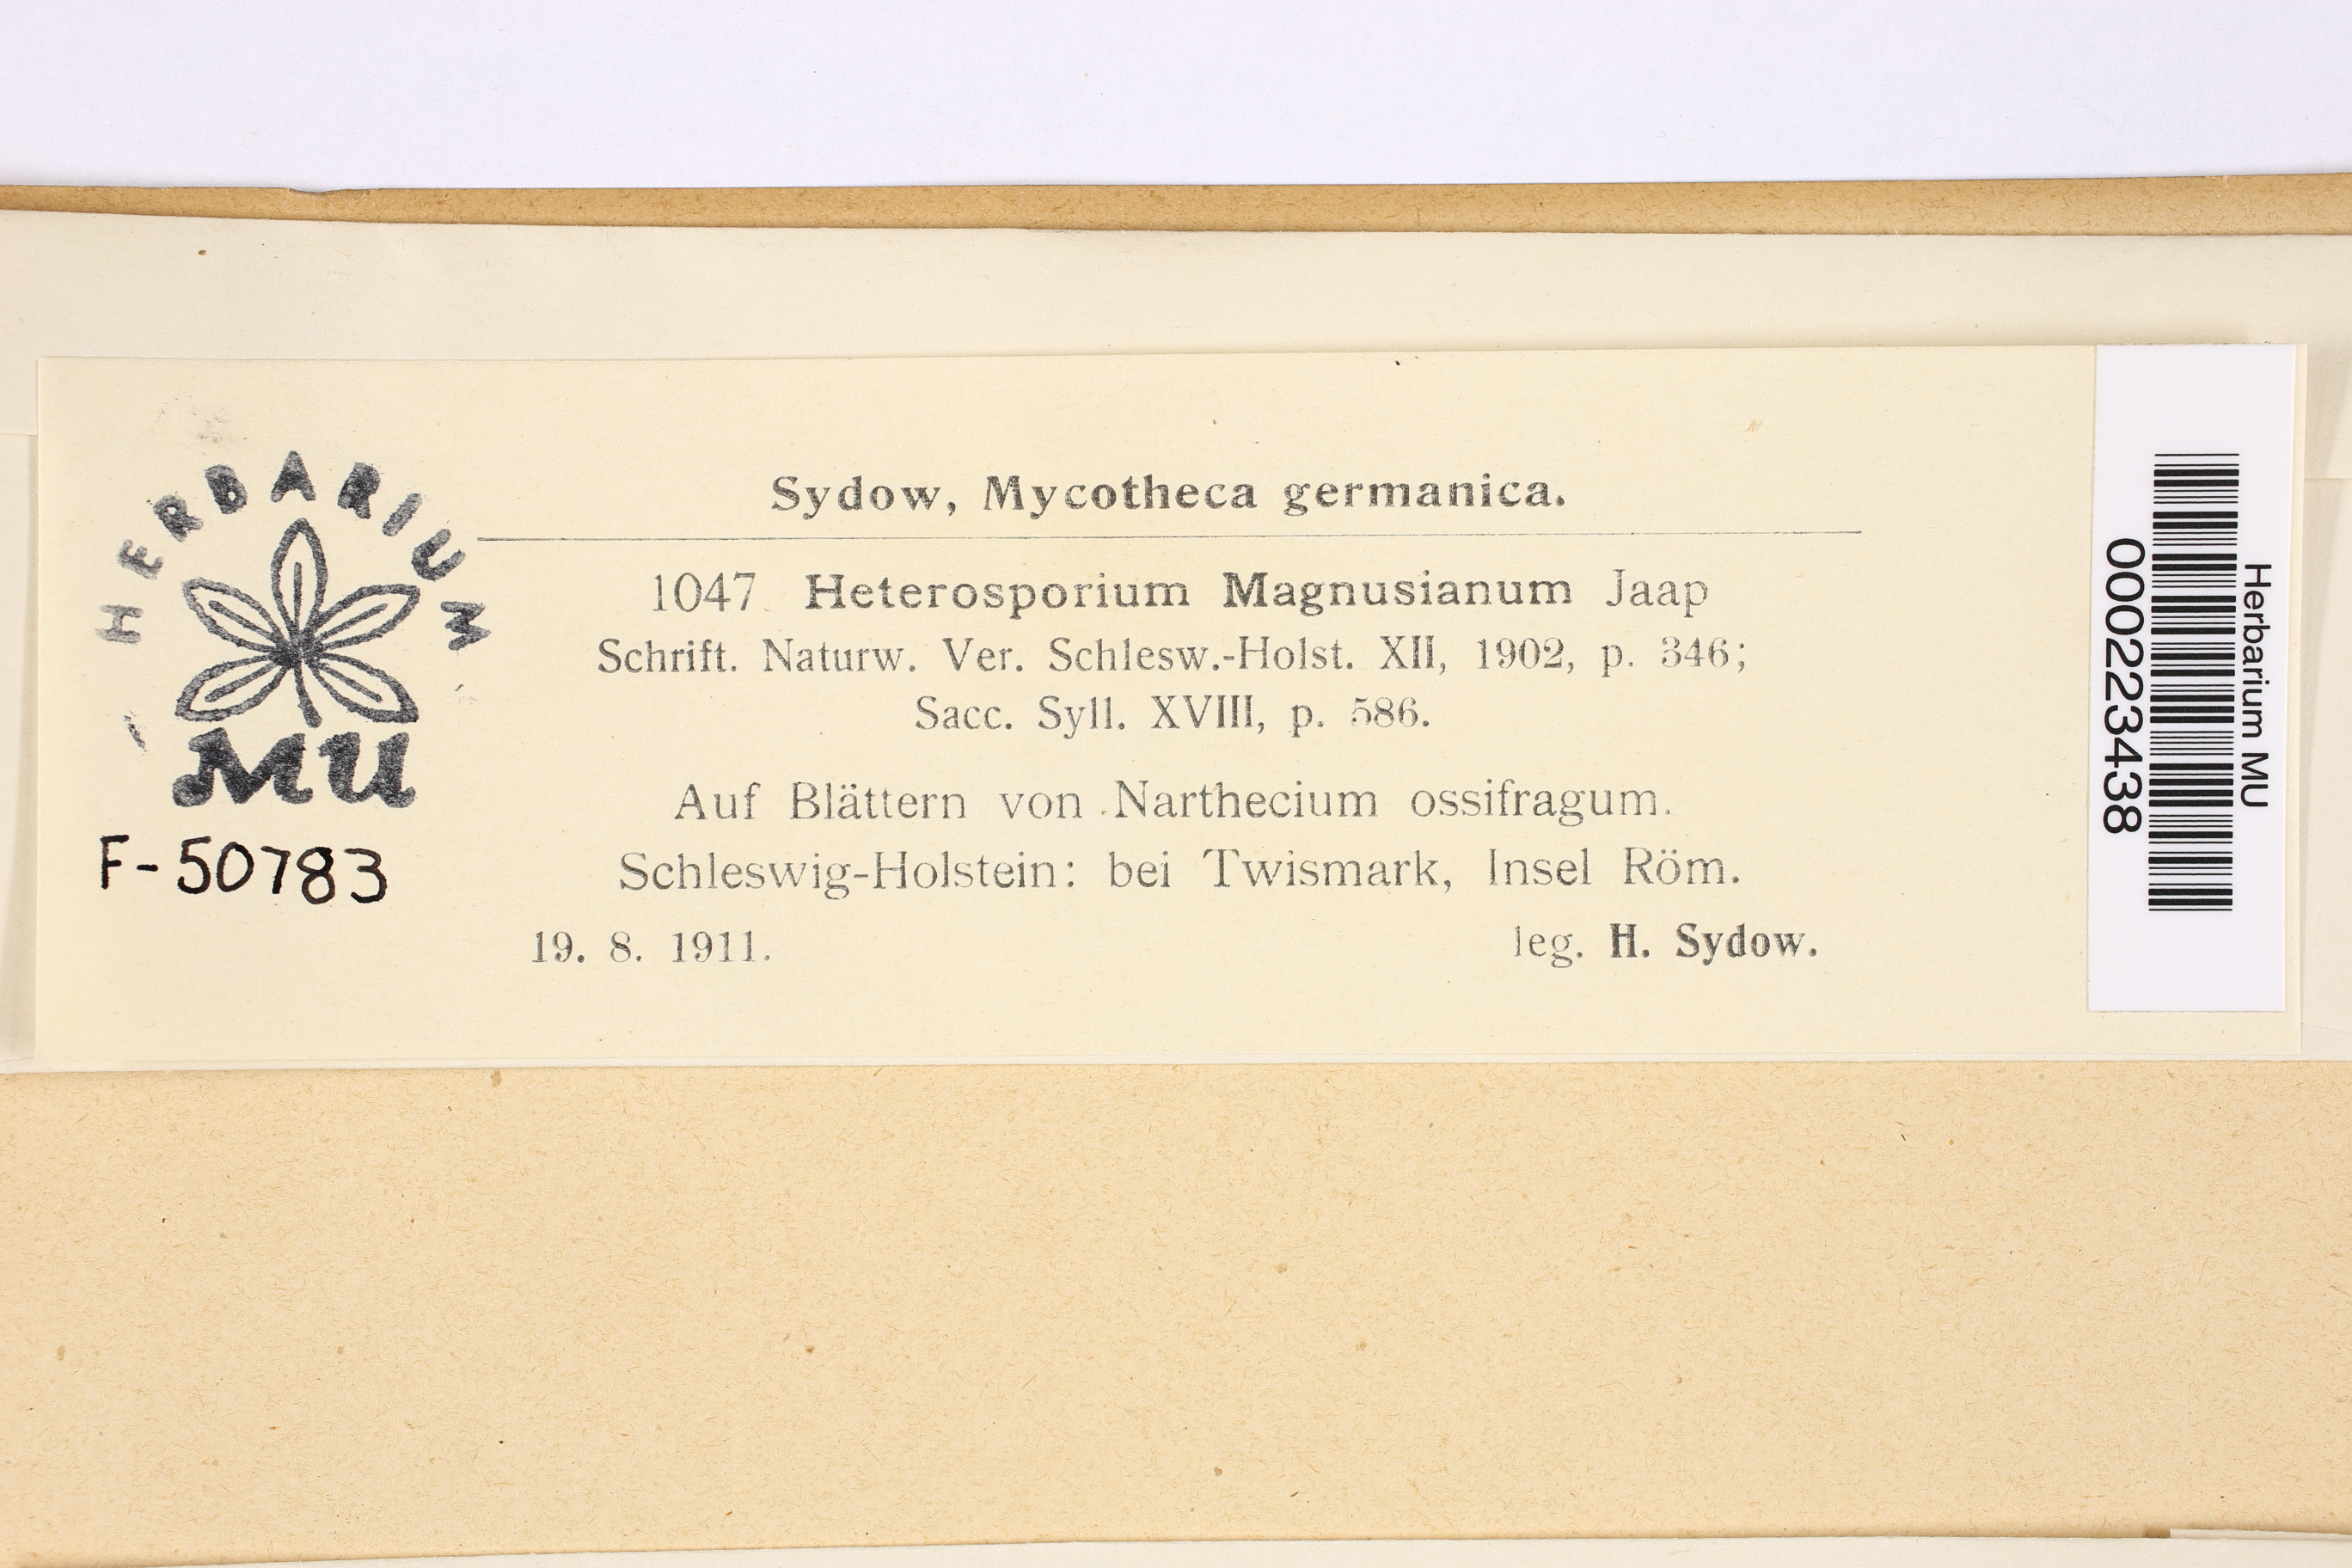 HERBARIUM
MU
F-50783
Sydow, Mycotheca germanica.
1047. Heterosporium Magnusianum Jaap
Schrift. Naturw. Ver. Schlesw.-Holst. XII, 1902, p. 346;
Sacc. Syll. XVIII, p. 586.
Auf Blättern von Narthecium ossifragum.
Schleswig-Holstein: bei Twismark, Insel Röm.
19. 8. 1911. leg. H. Sydow.
Herbarium MU
000223438